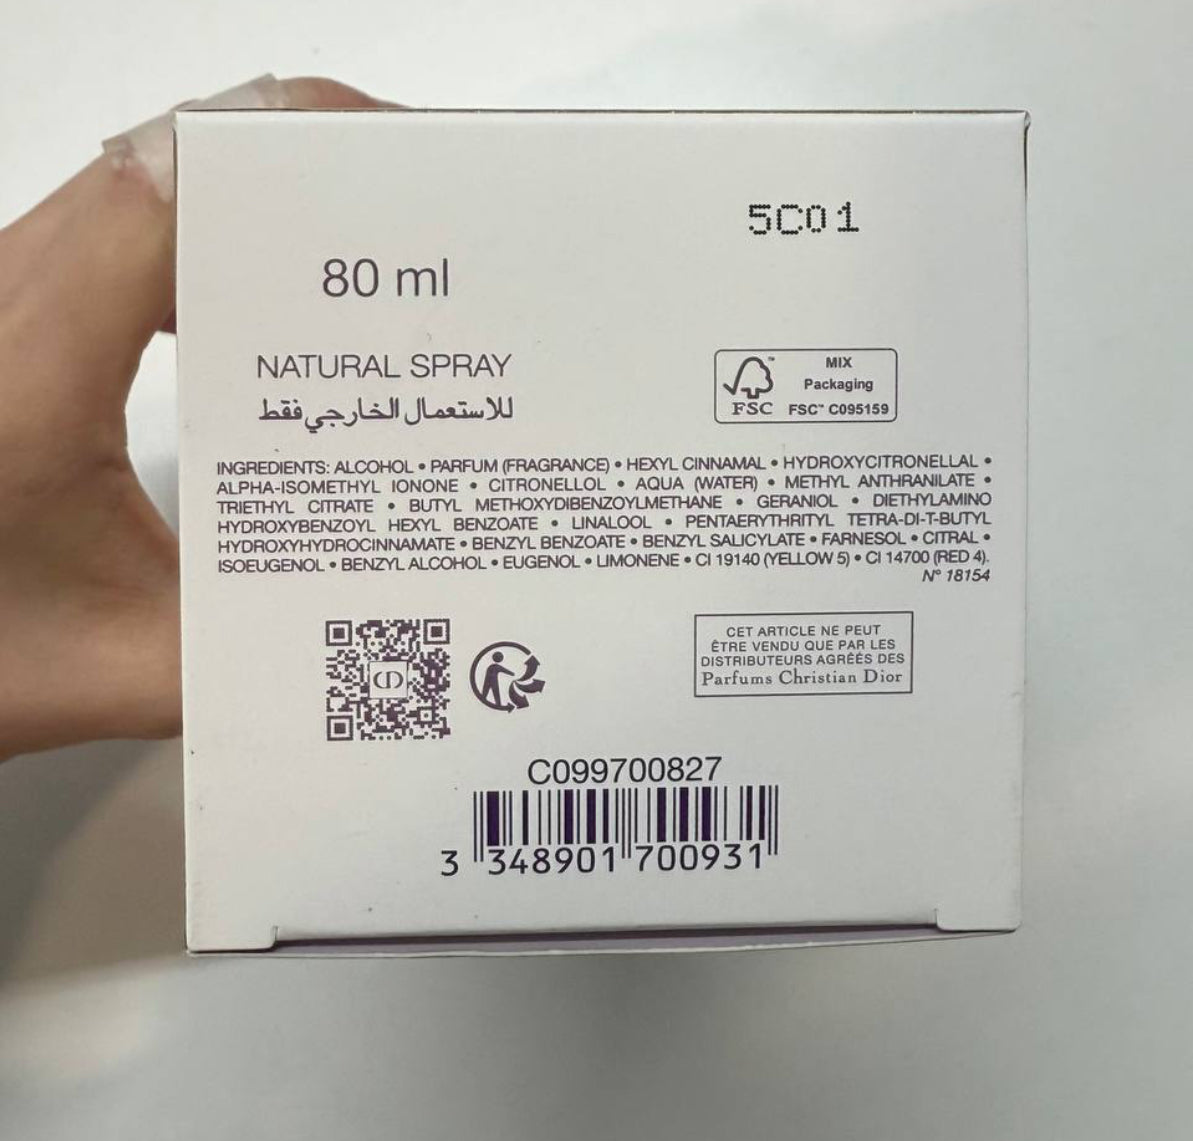 5C01
80 ml
NATURAL SPRAY
للاستعمال الخارجي فقط
MIX
Packaging
FSC™ C095159
FSC
INGREDIENTS: ALCOHOL • PARFUM (FRAGRANCE) • HEXYL CINNAMAL • HYDROXYCITRONELLAL •
ALPHA-ISOMETHYL IONONE • CITRONELLOL • AQUA (WATER) • METHYL ANTHRANILATE •
TRIETHYL CITRATE • BUTYL METHOXYDIBENZOYLMETHANE • GERANIOL • DIETHYLAMINO
HYDROXYBENZOYL HEXYL BENZOATE • LINALOOL • PENTAERYTHRITYL TETRA-DI-T-BUTYL
HYDROXYHYDROCINNAMATE • BENZYL BENZOATE • BENZYL SALICYLATE • FARNESOL • CITRAL •
ISOEUGENOL • BENZYL ALCOHOL • EUGENOL • LIMONENE • CI 19140 (YELLOW 5) • CI 14700 (RED 4).
N° 18154
CD
CET ARTICLE NE PEUT
ÊTRE VENDU QUE PAR LES
DISTRIBUTEURS AGRÉÉS DES
Parfums Christian Dior
C099700827
3 348901 700931